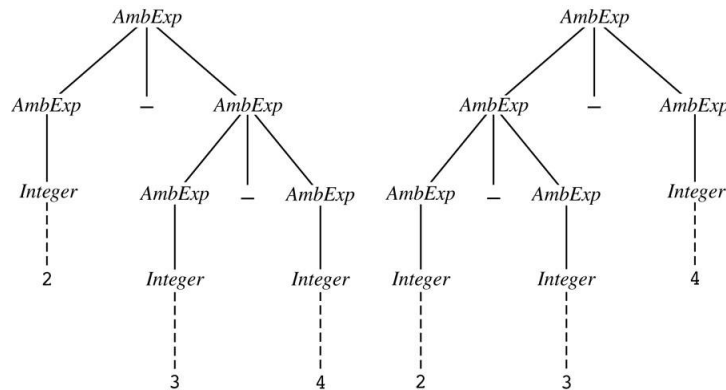 AmbExp AmbExp
AmbExp – AmbExp AmbExp – AmbExp
Integer AmbExp – AmbExp AmbExp – AmbExp Integer
2 Integer Integer Integer Integer 4
3 4 2 3